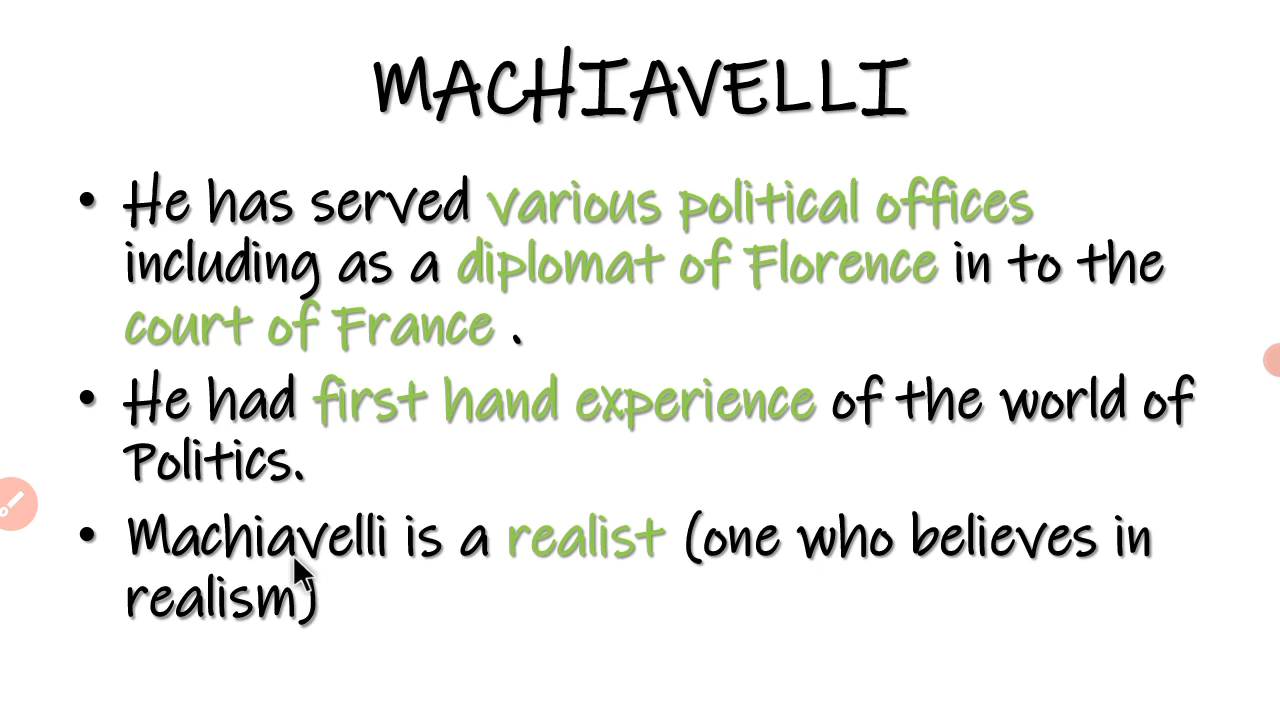 MACHIAVELLI
• He has served various political offices
including as a diplomat of Florence in to the
court of France .
• He had first hand experience of the world of
Politics.
• Machiavelli is a realist (one who believes in
realism)